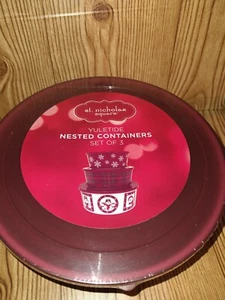 st. nicholas
square
YULETIDE
NESTED CONTAINERS
SET OF 3